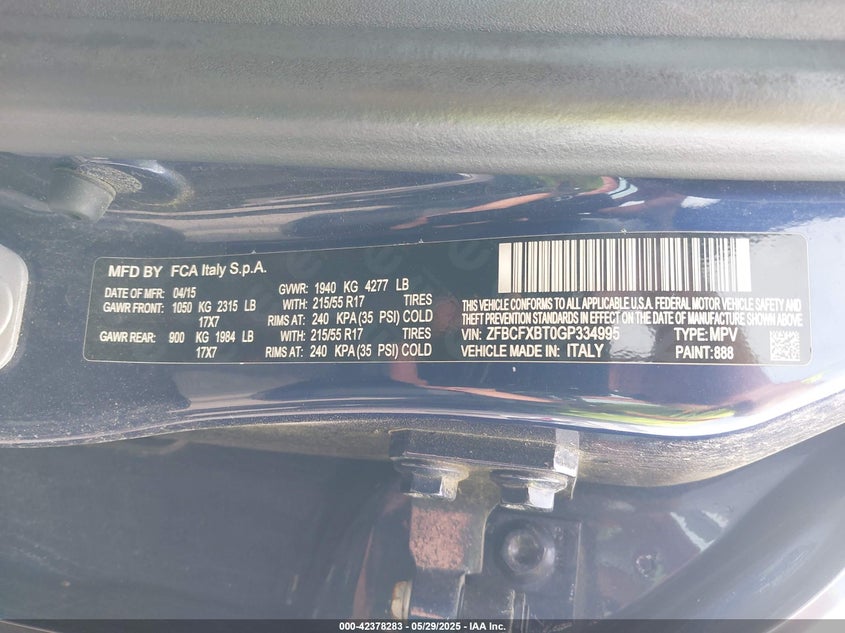 MFD BY FCA Italy S.p.A.
DATE OF MFR: 04/15 GVWR: 1940 KG 4277 LB
GAWR FRONT: 1050 KG 2315 LB WITH: 215/55 R17 TIRES
17X7 RIMS AT: 240 KPA(35 PSI) COLD
GAWR REAR: 900 KG 1984 LB WITH: 215/55 R17 TIRES
17X7 RIMS AT: 240 KPA(35 PSI) COLD
THIS VEHICLE CONFORMS TO ALL APPLICABLE U.S.A. FEDERAL MOTOR VEHICLE SAFETY AND
THEFT PREVENTION STANDARDS IN EFFECT ON THE DATE OF MANUFACTURE SHOWN ABOVE
VIN: ZFBCFXBT0GP334995 TYPE: MPV
VEHICLE MADE IN: ITALY PAINT:888
000-42378283 - 05/29/2025 - IAA Inc.